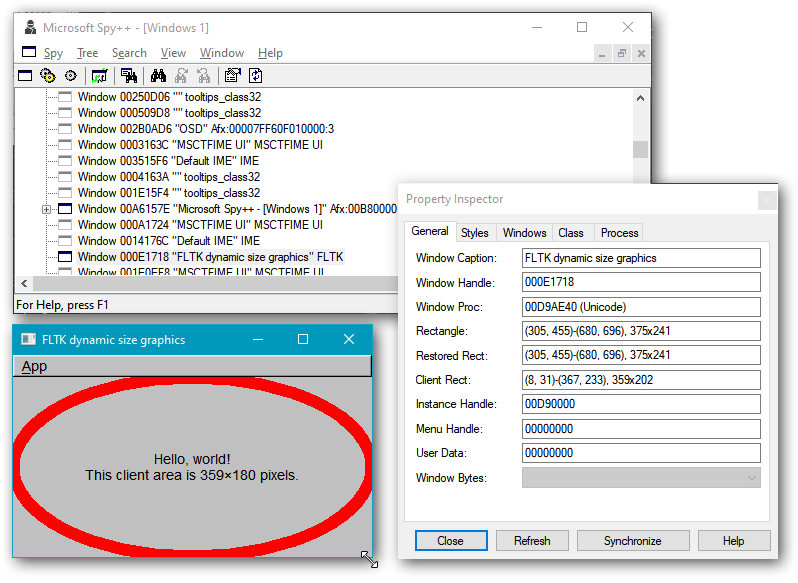 Microsoft Spy++ - [Windows 1]
Spy Tree Search View Window Help
Window 00250D06 "" tooltips_class32
Window 000509D8 "" tooltips_class32
Window 002B0AD6 "OSD" Afx:00007FF60F010000:3
Window 0003163C "MSCTFIME UI" MSCTFIME UI
Window 003515F6 "Default IME" IME
Window 0004163A "" tooltips_class32
Window 001E15F4 "" tooltips_class32
Window 00A6157E "Microsoft Spy++ - [Windows 1]" Afx:00B80000
Window 000A1724 "MSCTFIME UI" MSCTFIME UI
Window 0014176C "Default IME" IME
Window 000E1718 "FLTK dynamic size graphics" FLTK
Window 001E0EF8 "MSCTFIME UI" MSCTFIME UI
For Help, press F1
FLTK dynamic size graphics
App
Hello, world!
This client area is 359×180 pixels.
Property Inspector
General Styles Windows Class Process
Window Caption: FLTK dynamic size graphics
Window Handle: 000E1718
Window Proc: 00D9AE40 (Unicode)
Rectangle: (305, 455)-(680, 696), 375x241
Restored Rect: (305, 455)-(680, 696), 375x241
Client Rect: (8, 31)-(367, 233), 359x202
Instance Handle: 00D90000
Menu Handle: 00000000
User Data: 00000000
Window Bytes:
Close Refresh Synchronize Help